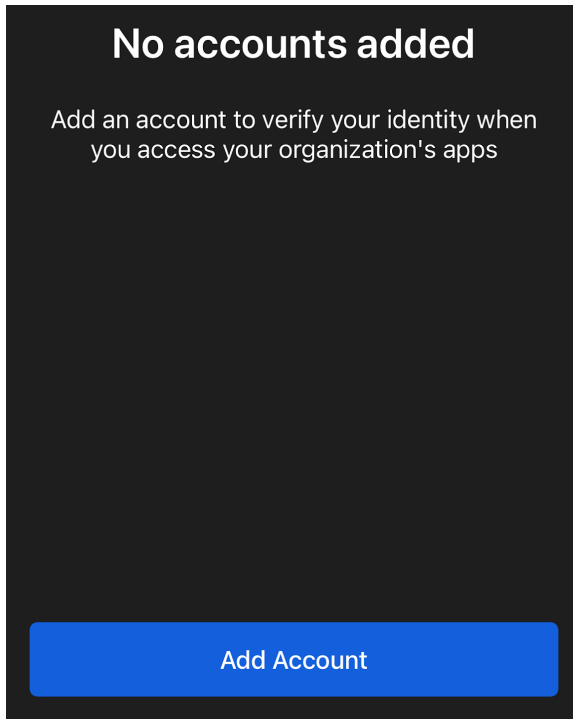 No accounts added
Add an account to verify your identity when
you access your organization's apps
Add Account